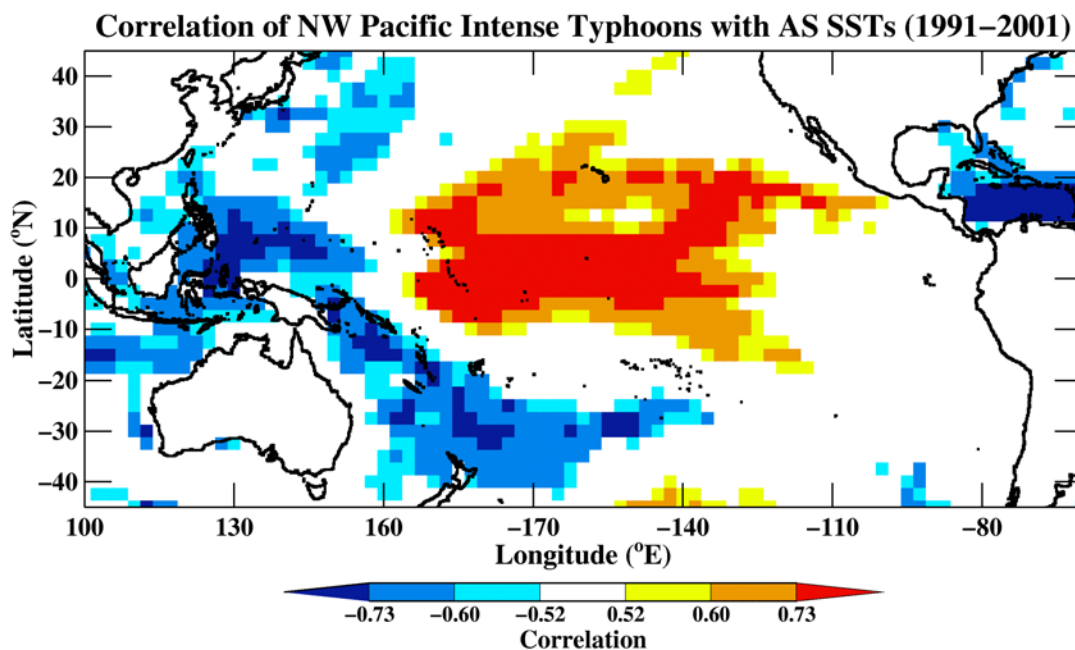 Correlation of NW Pacific Intense Typhoons with AS SSTs (1991−2001)
40
30
20
10
0
−10
−20
−30
−40
Latitude (°N)
100 130 160 −170 −140 −110 −80
Longitude (°E)
−0.73 −0.60 −0.52 0.52 0.60 0.73
Correlation